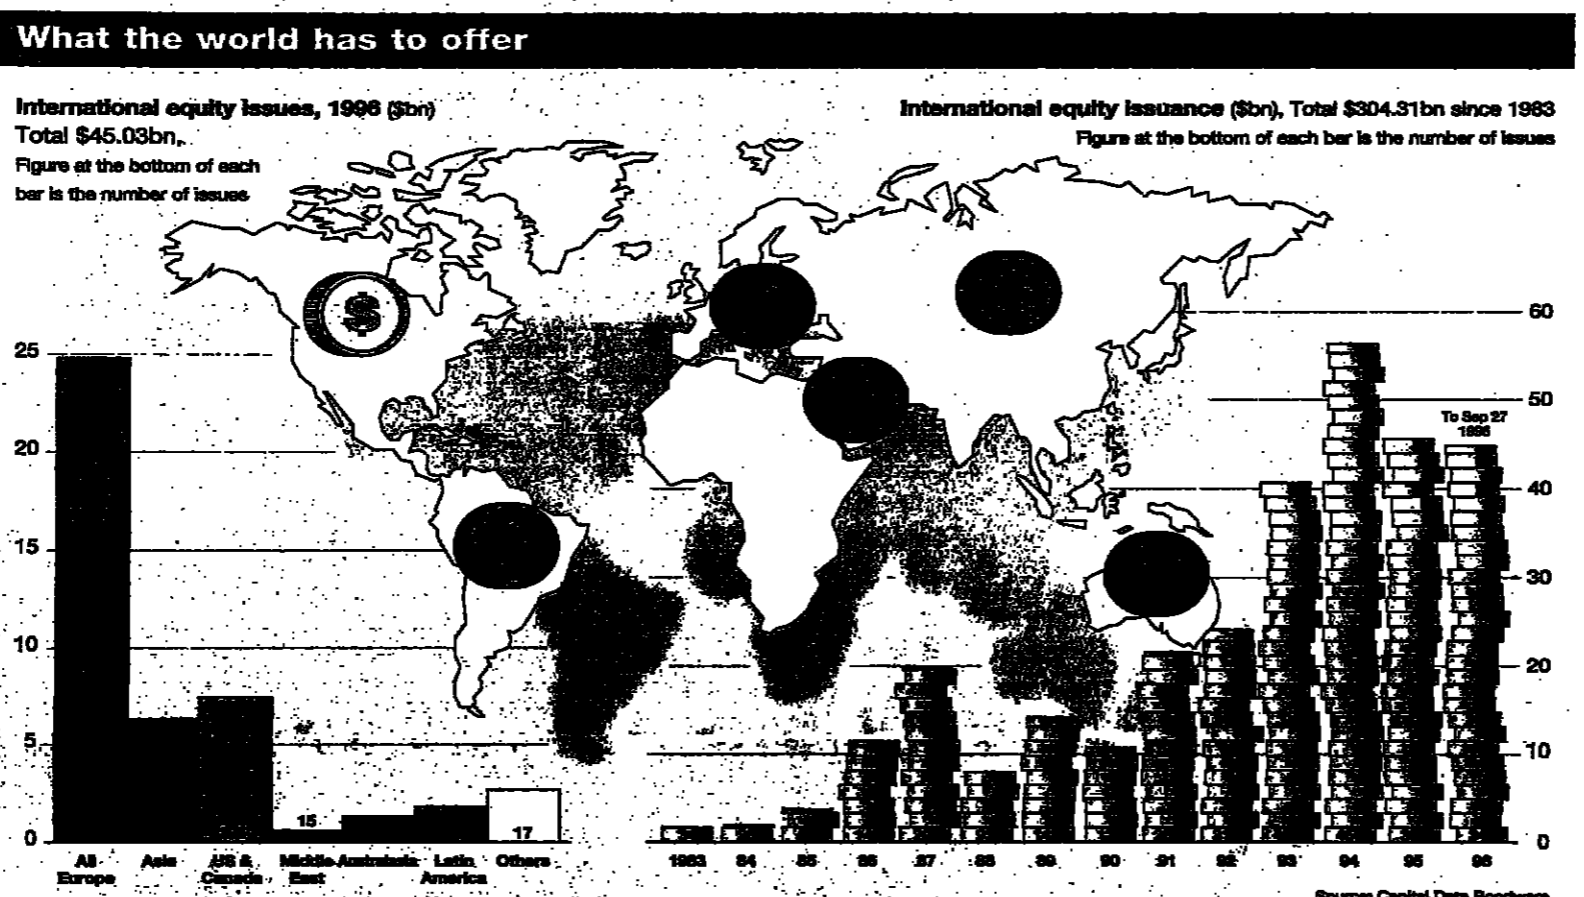 What the world has to offer
International equity issues, 1996 ($bn)
Total $45.03bn,
Figure at the bottom of each
bar is the number of issues
International equity issuance ($bn), Total $304.31bn since 1983
Figure at the bottom of each bar is the number of issues
$
25
20
15
10
5
0
15
17
All Europe
Asia
US & Canada
Middle East
Australasia
Latin America
Others
60
50
40
30
20
10
0
To Sep 27
1996
1983 84 85 86 87 88 89 90 91 92 93 94 95 96
Source: Capital Data Bondware